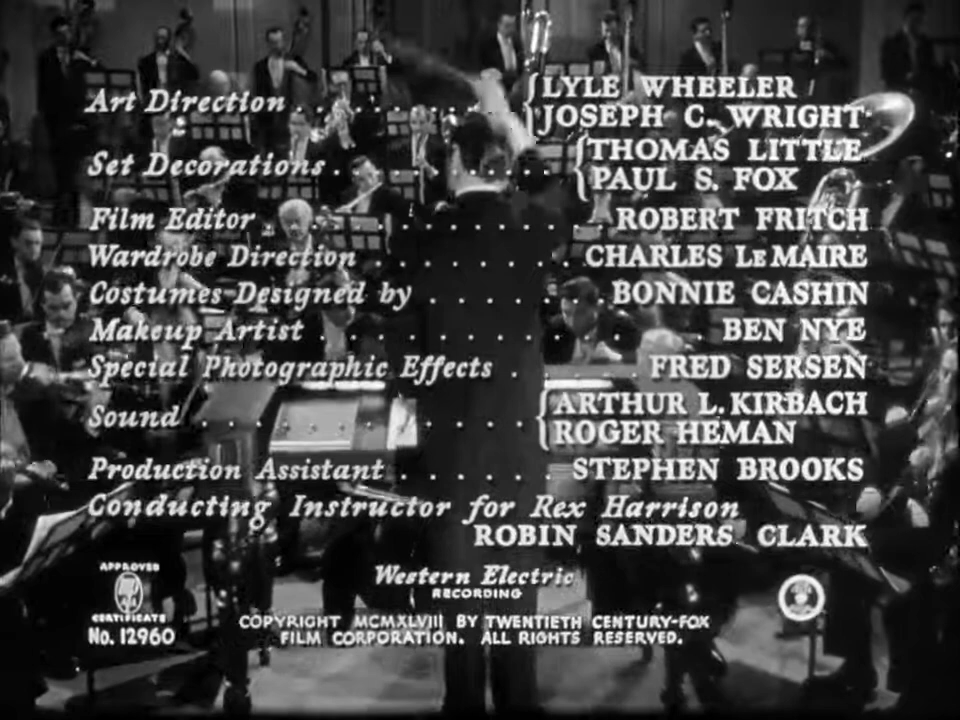 Art Direction . . . . . . . . . { LYLE WHEELER
JOSEPH C. WRIGHT
Set Decorations . . . . . . . . . . { THOMAS LITTLE
PAUL S. FOX
Film Editor . . . . . . . . . . . . . ROBERT FRITCH
Wardrobe Direction . . . . . . . . CHARLES LEMAIRE
Costumes Designed by . . . . . . BONNIE CASHIN
Makeup Artist . . . . . . . . . . . BEN NYE
Special Photographic Effects . . . . FRED SERSEN
Sound . . . . . . . . . . . . . { ARTHUR L. KIRBACH
ROGER HEMAN
Production Assistant . . . . . . STEPHEN BROOKS
Conducting Instructor for Rex Harrison
ROBIN SANDERS CLARK
Western Electric
RECORDING
APPROVED
CERTIFICATE
No. 12960
COPYRIGHT MCMXLVIII BY TWENTIETH CENTURY-FOX
FILM CORPORATION. ALL RIGHTS RESERVED.